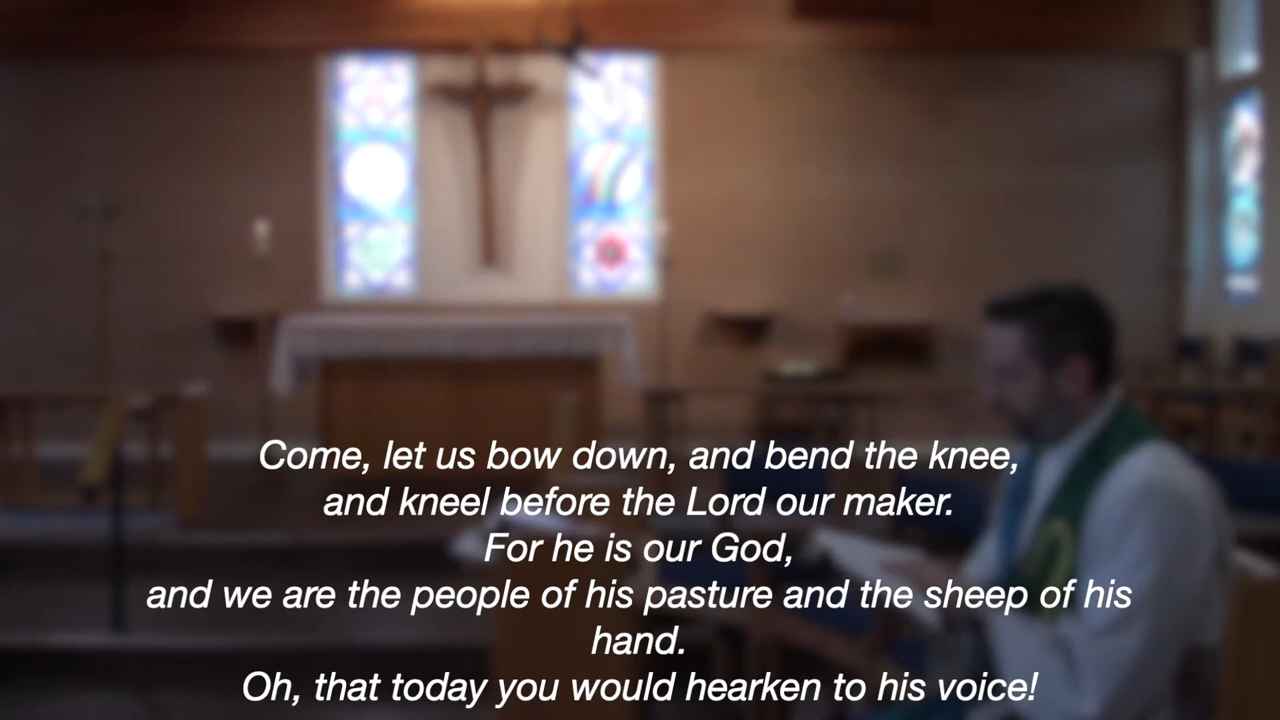 Come, let us bow down, and bend the knee,
and kneel before the Lord our maker.
For he is our God,
and we are the people of his pasture and the sheep of his
hand.
Oh, that today you would hearken to his voice!